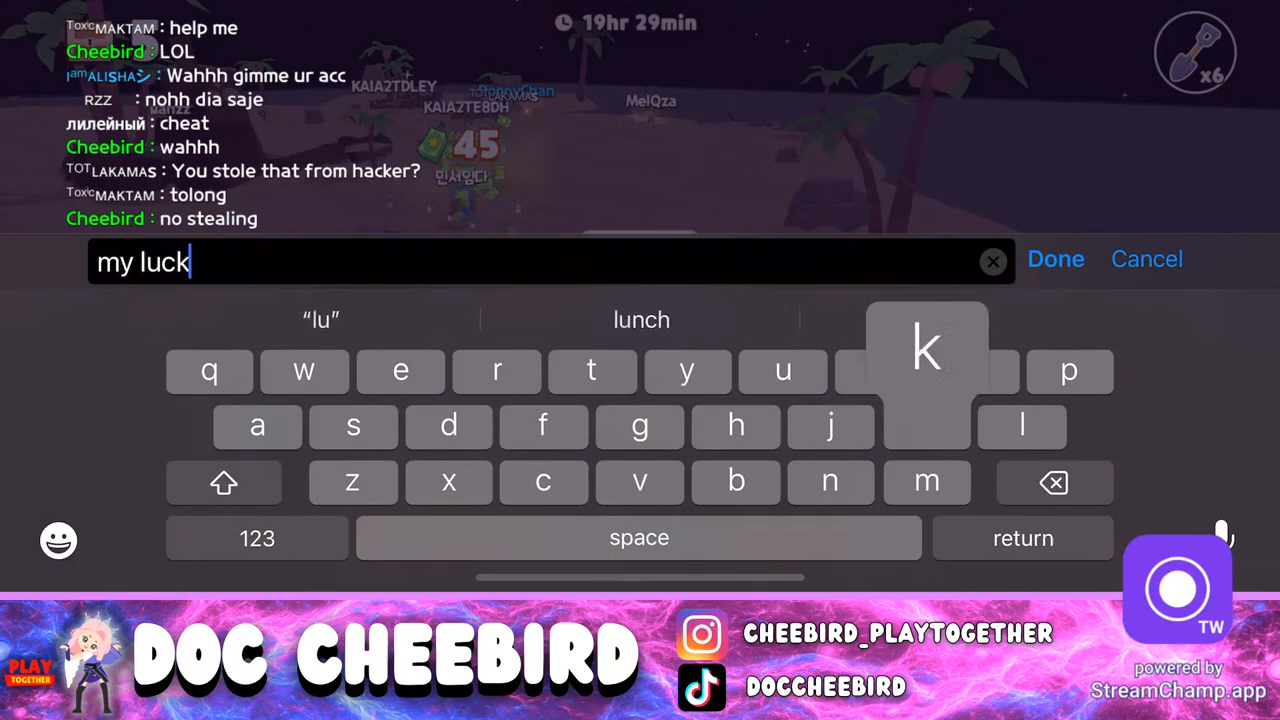 ToxicMAKTAM : help me
Cheebird : LOL
IamALISHAシ : Wahhh gimme ur acc
RZZ : nohh dia saje
лилейный : cheat
Cheebird : wahhh
TOTLAKAMAS : You stole that from hacker?
ToxicMAKTAM : tolong
Cheebird : no stealing
19hr 29min
x6
KAIA2TDLEY
KAIA2TE8DH
MelQza
45
민서임다
my luck
Done
Cancel
“lu”
lunch
k
q w e r t y u p
a s d f g h j l
z x c v b n m
123
space
return
PLAY
TOGETHER
DOC CHEEBIRD
CHEEBIRD_PLAYTOGETHER
DOCCHEEBIRD
TW
powered by
StreamChamp.app